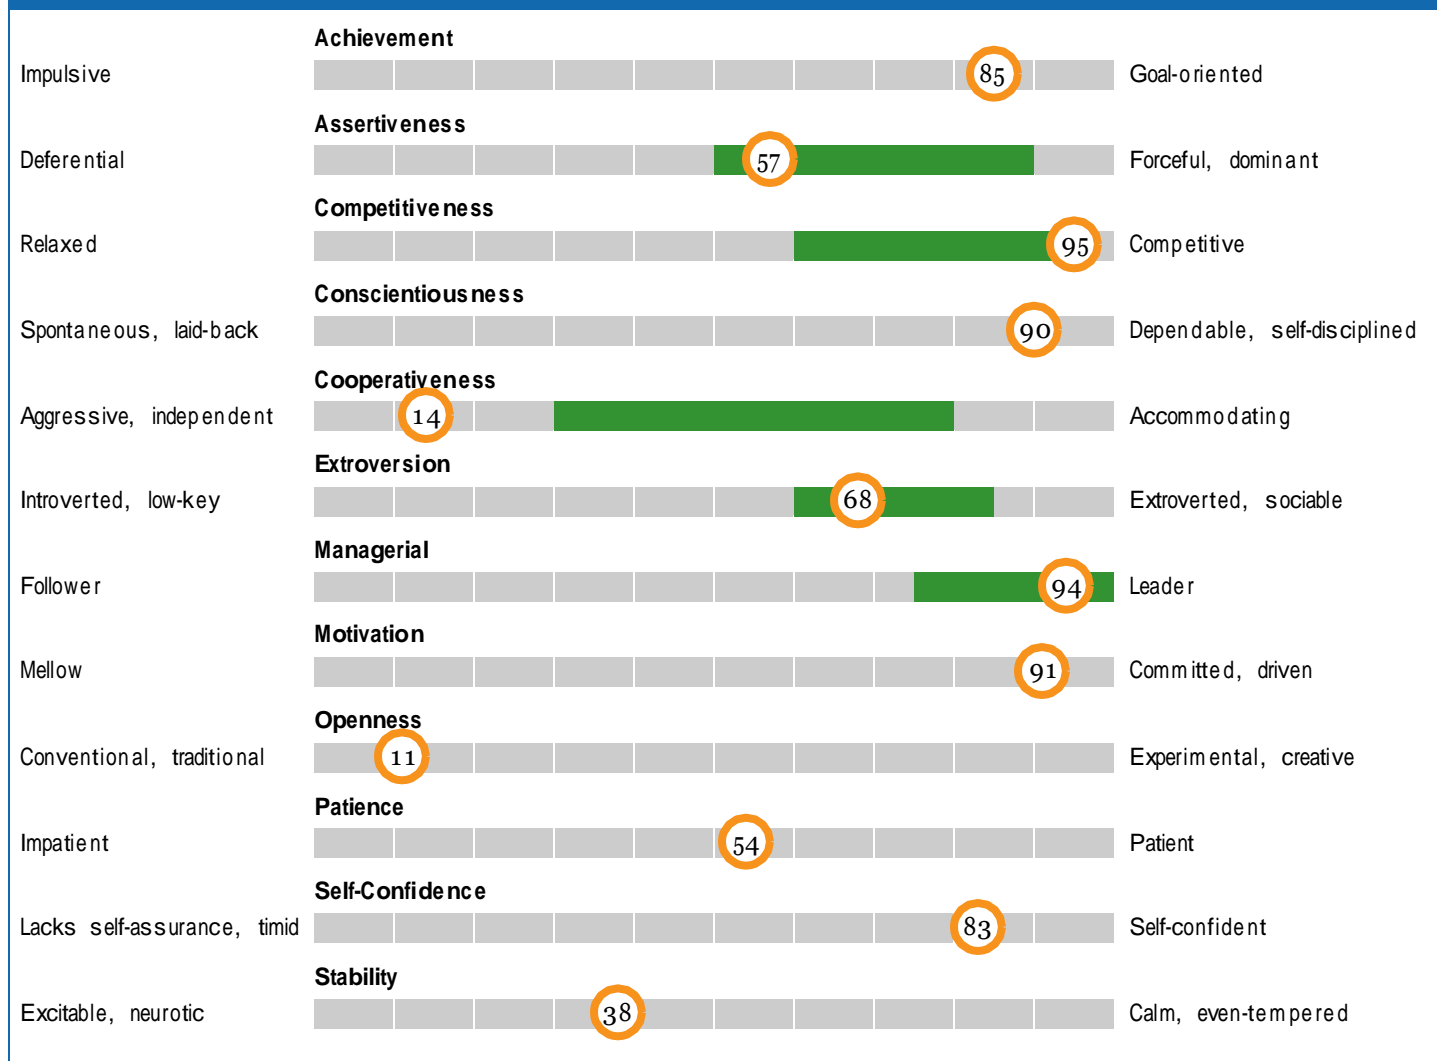 Achievement
Impulsive 85 Goal-oriented
Assertiveness
Deferential 57 Forceful, dominant
Competitiveness
Relaxed 95 Competitive
Conscientiousness
Spontaneous, laid-back 90 Dependable, self-disciplined
Cooperativeness
Aggressive, independent 14 Accommodating
Extroversion
Introverted, low-key 68 Extroverted, sociable
Managerial
Follower 94 Leader
Motivation
Mellow 91 Committed, driven
Openness
Conventional, traditional 11 Experimental, creative
Patience
Impatient 54 Patient
Self-Confidence
Lacks self-assurance, timid 83 Self-confident
Stability
Excitable, neurotic 38 Calm, even-tempered